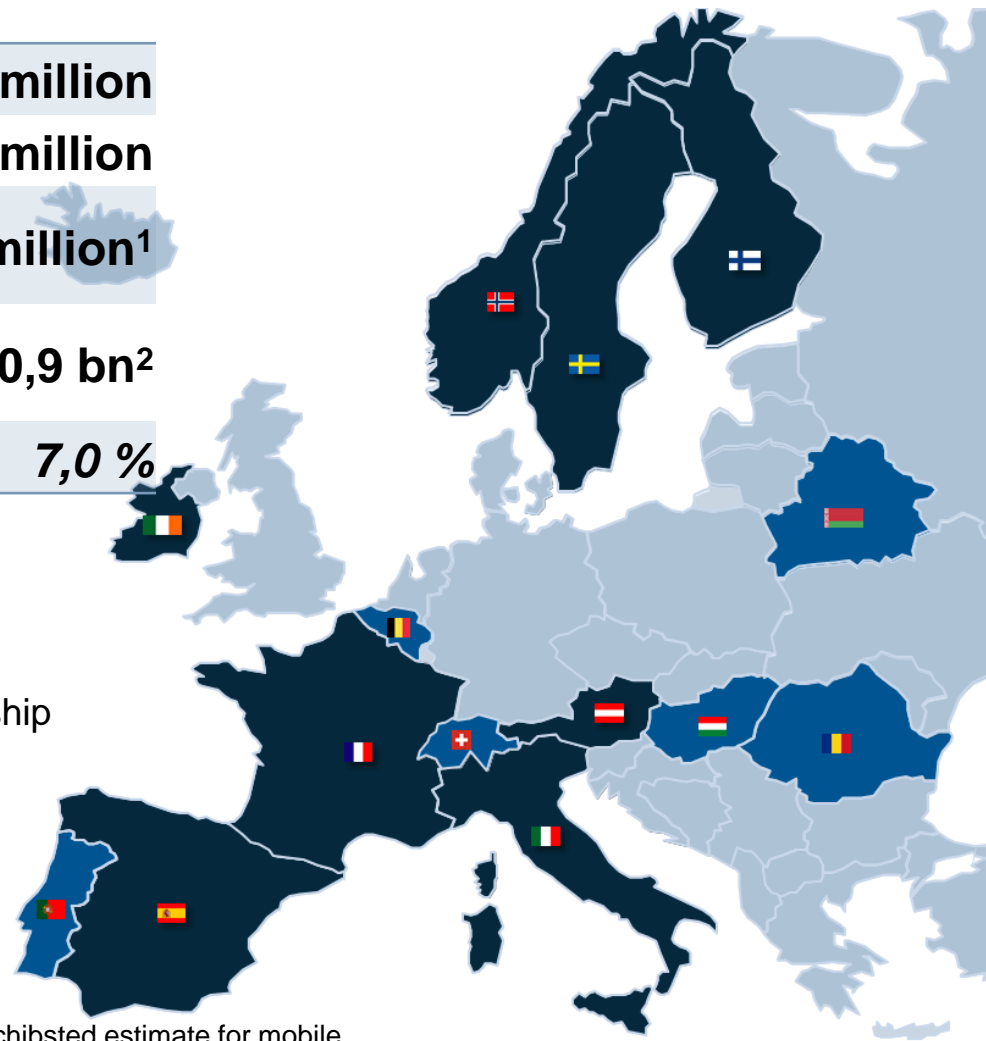 million
million
million¹
0,9 bn²
7,0 %
hip
chibsted estimate for mobile